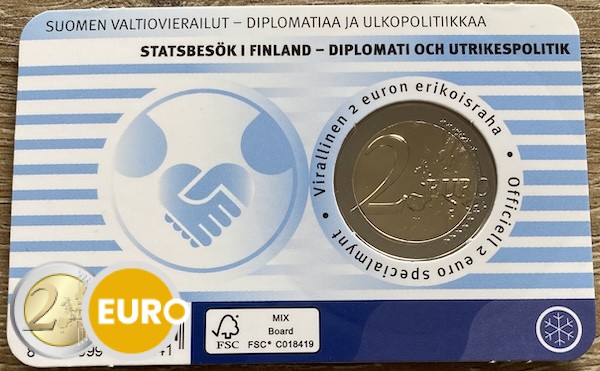 SUOMEN VALTIOVIERAILUT – DIPLOMATIAA JA ULKOPOLITIIKKAA
STATSBESÖK I FINLAND – DIPLOMATI OCH UTRIKESPOLITIK
• Virallinen 2 euron erikoisraha •
Officiell 2 euro specialmynt
2 EURO
2
EURO
FSC
MIX
Board
FSC® C018419